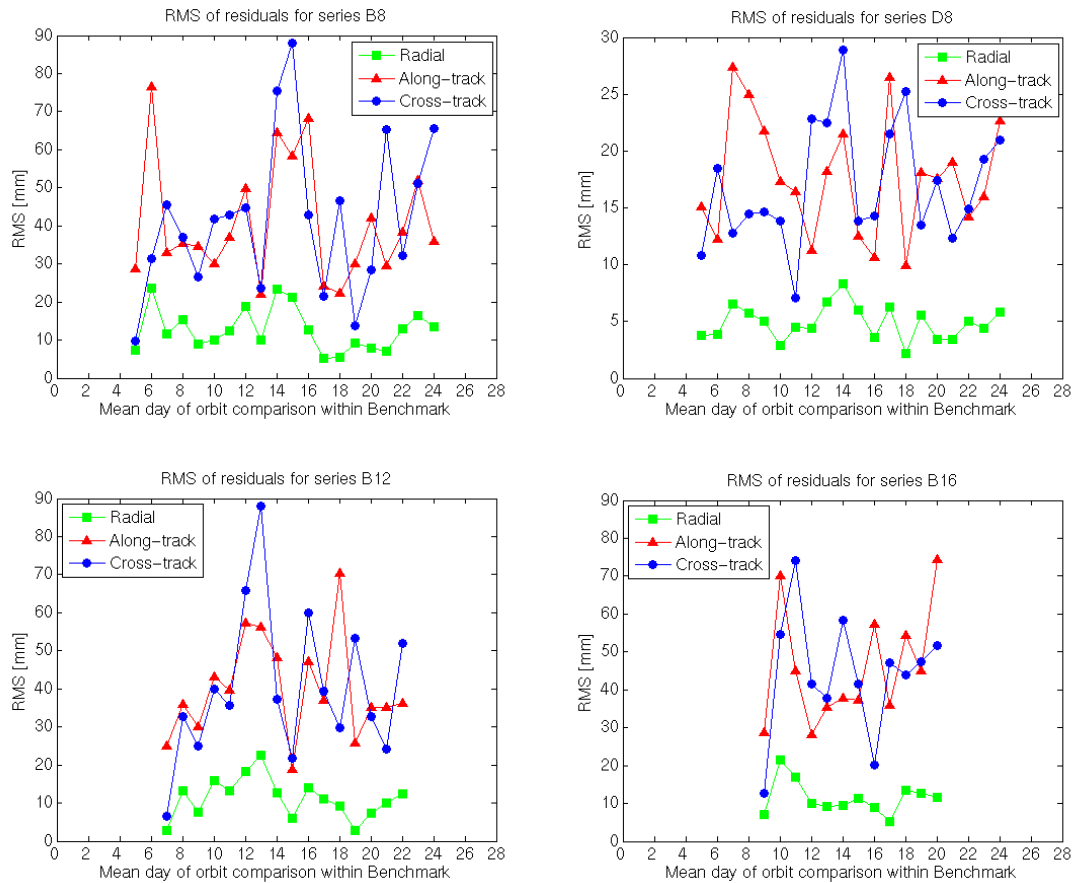 RMS of residuals for series B8
90
80
70
60
50
40
30
20
10
0
RMS [mm]
Radial
Along-track
Cross-track
0 2 4 6 8 10 12 14 16 18 20 22 24 26 28
Mean day of orbit comparison within Benchmark
RMS of residuals for series D8
30
25
20
15
10
5
0
RMS [mm]
Radial
Along-track
Cross-track
0 2 4 6 8 10 12 14 16 18 20 22 24 26 28
Mean day of orbit comparison within Benchmark
RMS of residuals for series B12
90
80
70
60
50
40
30
20
10
0
RMS [mm]
Radial
Along-track
Cross-track
0 2 4 6 8 10 12 14 16 18 20 22 24 26 28
Mean day of orbit comparison within Benchmark
RMS of residuals for series B16
90
80
70
60
50
40
30
20
10
0
RMS [mm]
Radial
Along-track
Cross-track
0 2 4 6 8 10 12 14 16 18 20 22 24 26 28
Mean day of orbit comparison within Benchmark